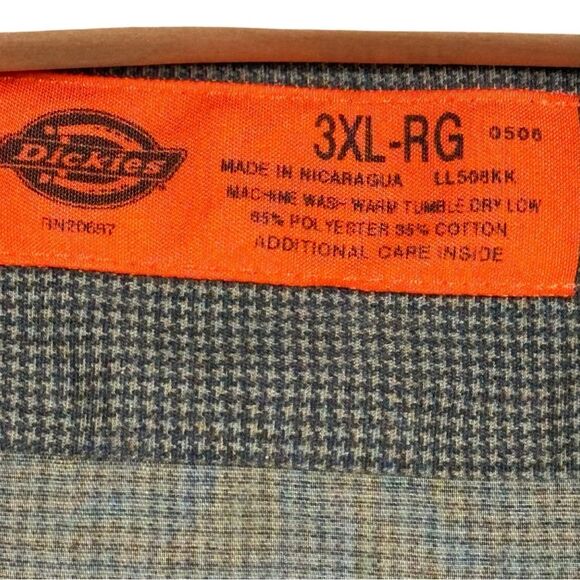 Dickies
RN20697
3XL-RG 0506
MADE IN NICARAGUA LL508KK
MACHINE WASH WARM TUMBLE DRY LOW
65% POLYESTER 35% COTTON
ADDITIONAL CARE INSIDE